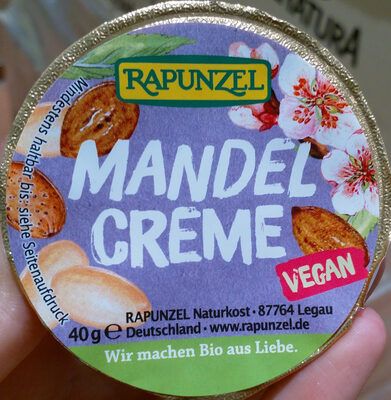 RAPUNZEL
MANDEL
CREME
VEGAN
Mindestens haltbar bis: siehe Seitenaufdruck
RAPUNZEL Naturkost · 87764 Legau
40 g ℮ Deutschland · www.rapunzel.de
Wir machen Bio aus Liebe.